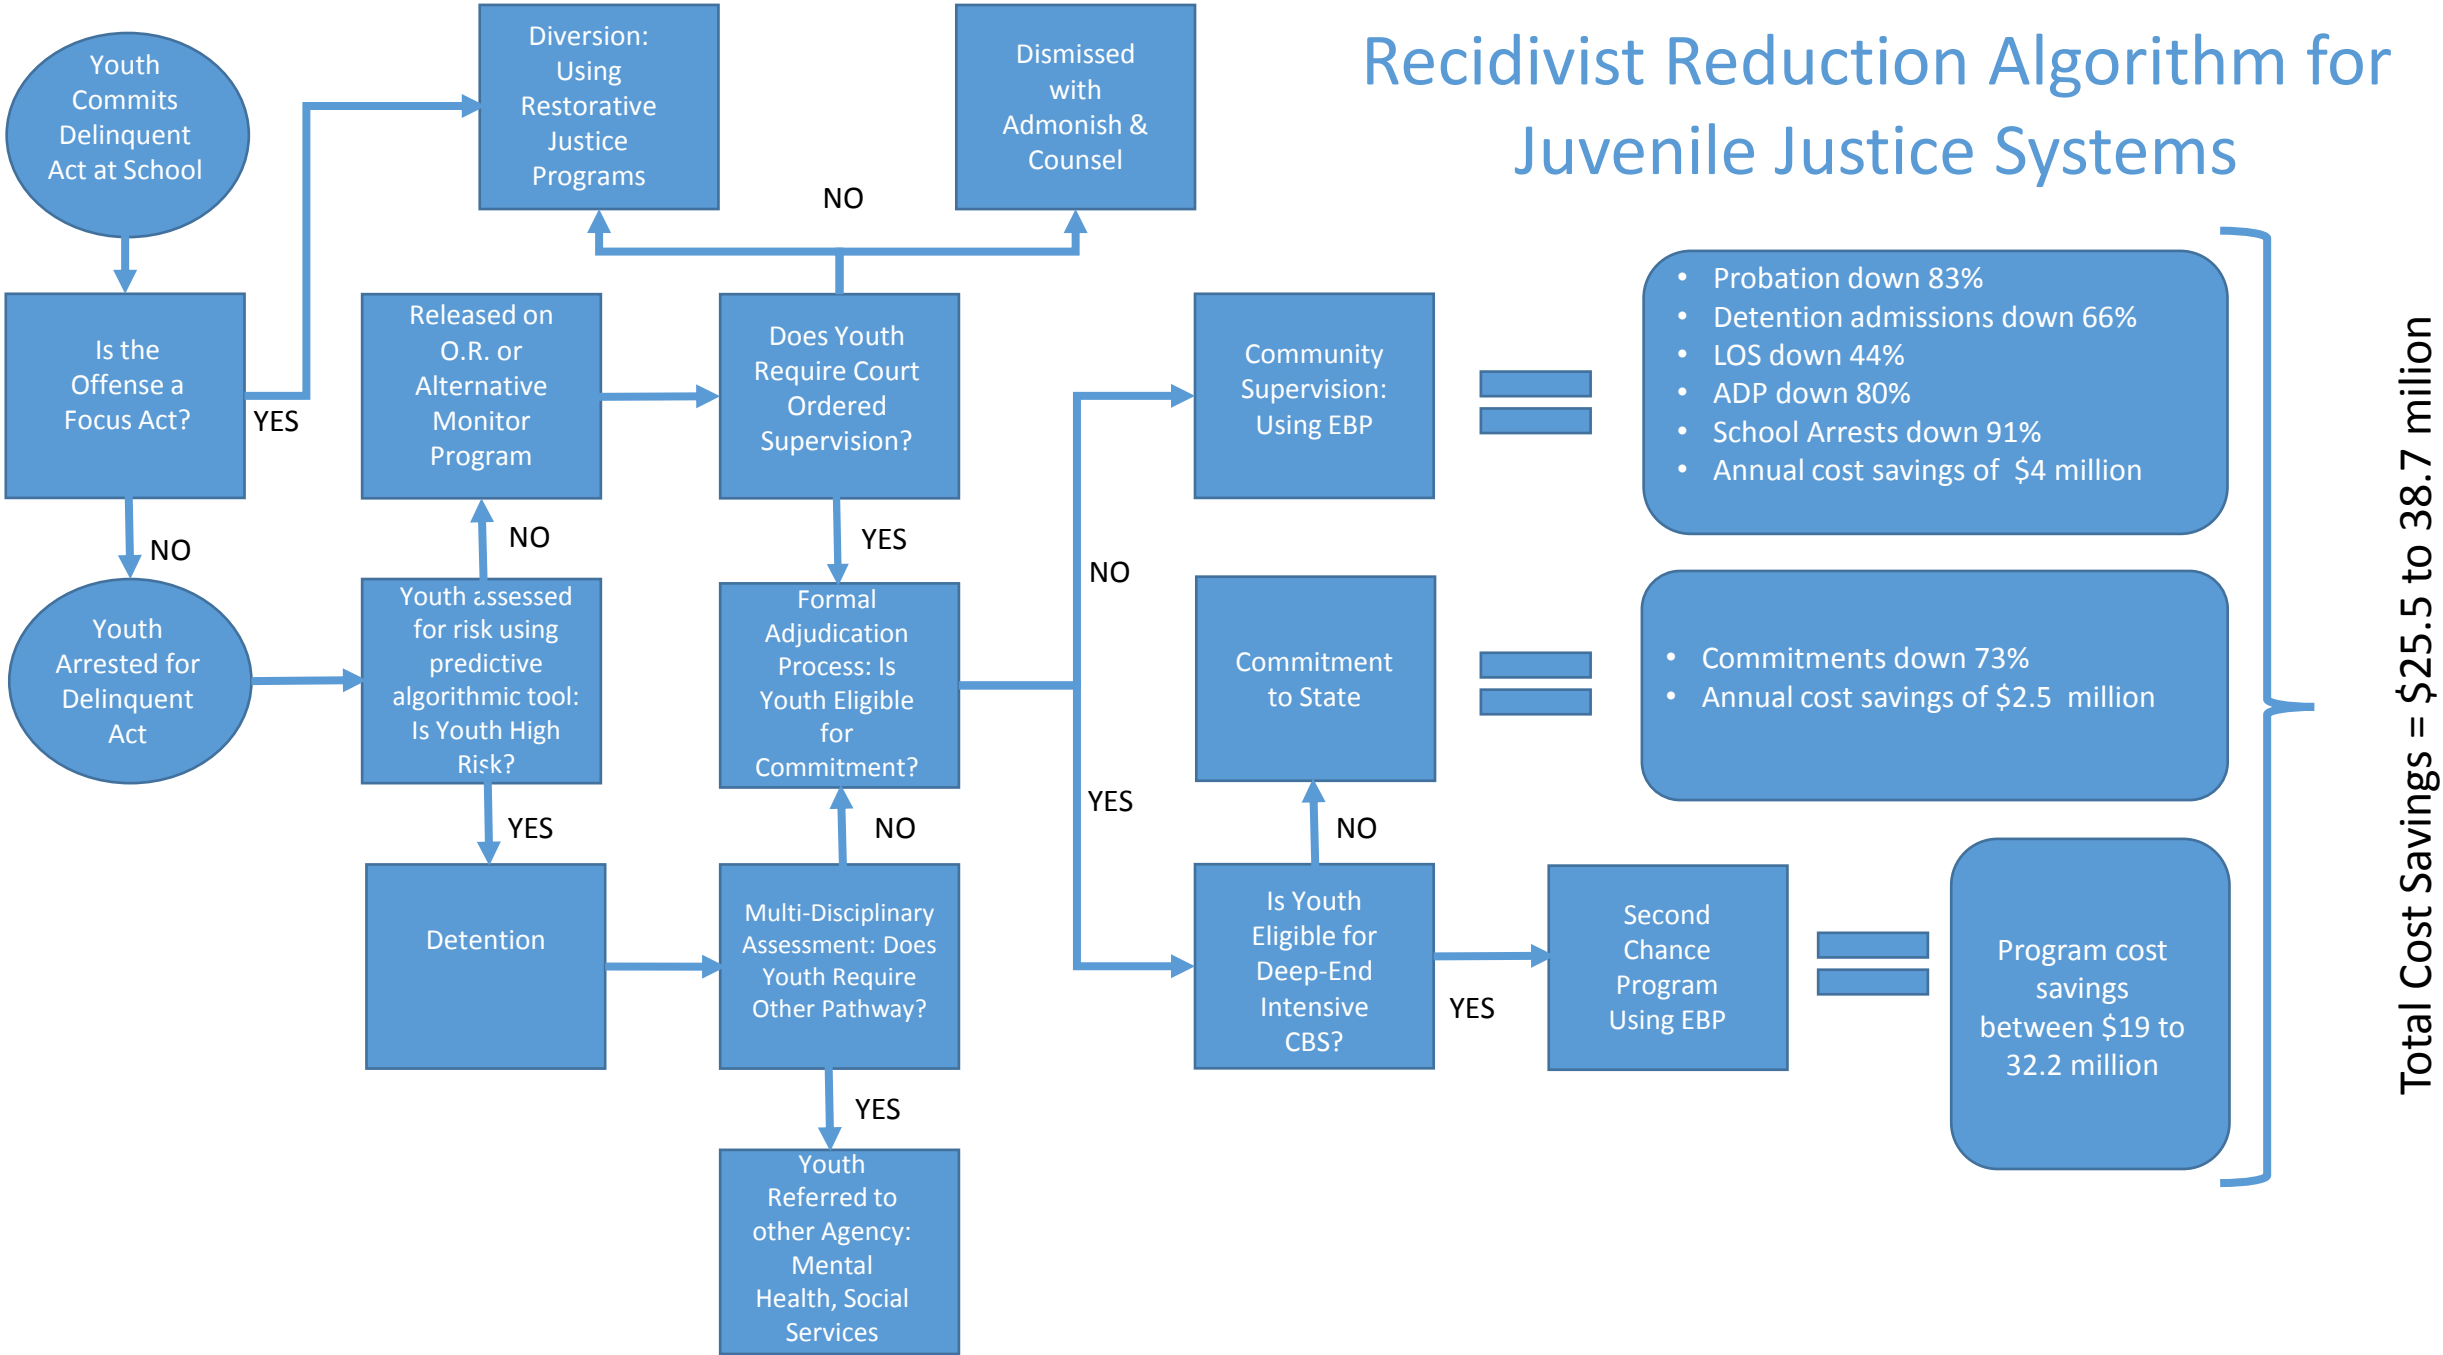 Recidivist Reduction Algorithm for
Juvenile Justice Systems
Youth
Commits
Delinquent
Act at School
Diversion:
Using
Restorative
Justice
Programs
Dismissed
with
Admonish &
Counsel
NO
Is the
Offense a
Focus Act?
YES
Released on
O.R. or
Alternative
Monitor
Program
Does Youth
Require Court
Ordered
Supervision?
Community
Supervision:
Using EBP
• Probation down 83%
• Detention admissions down 66%
• LOS down 44%
• ADP down 80%
• School Arrests down 91%
• Annual cost savings of $4 million
NO
NO
YES
NO
Youth
Arrested for
Delinquent
Act
Youth assessed
for risk using
predictive
algorithmic tool:
Is Youth High
Risk?
Formal
Adjudication
Process: Is
Youth Eligible
for
Commitment?
Commitment
to State
• Commitments down 73%
• Annual cost savings of $2.5 million
YES
NO
YES
NO
Detention
Multi-Disciplinary
Assessment: Does
Youth Require
Other Pathway?
Is Youth
Eligible for
Deep-End
Intensive
CBS?
YES
Second
Chance
Program
Using EBP
Program cost
savings
between $19 to
32.2 million
YES
Youth
Referred to
other Agency:
Mental
Health, Social
Services
Total Cost Savings = $25.5 to 38.7 milion